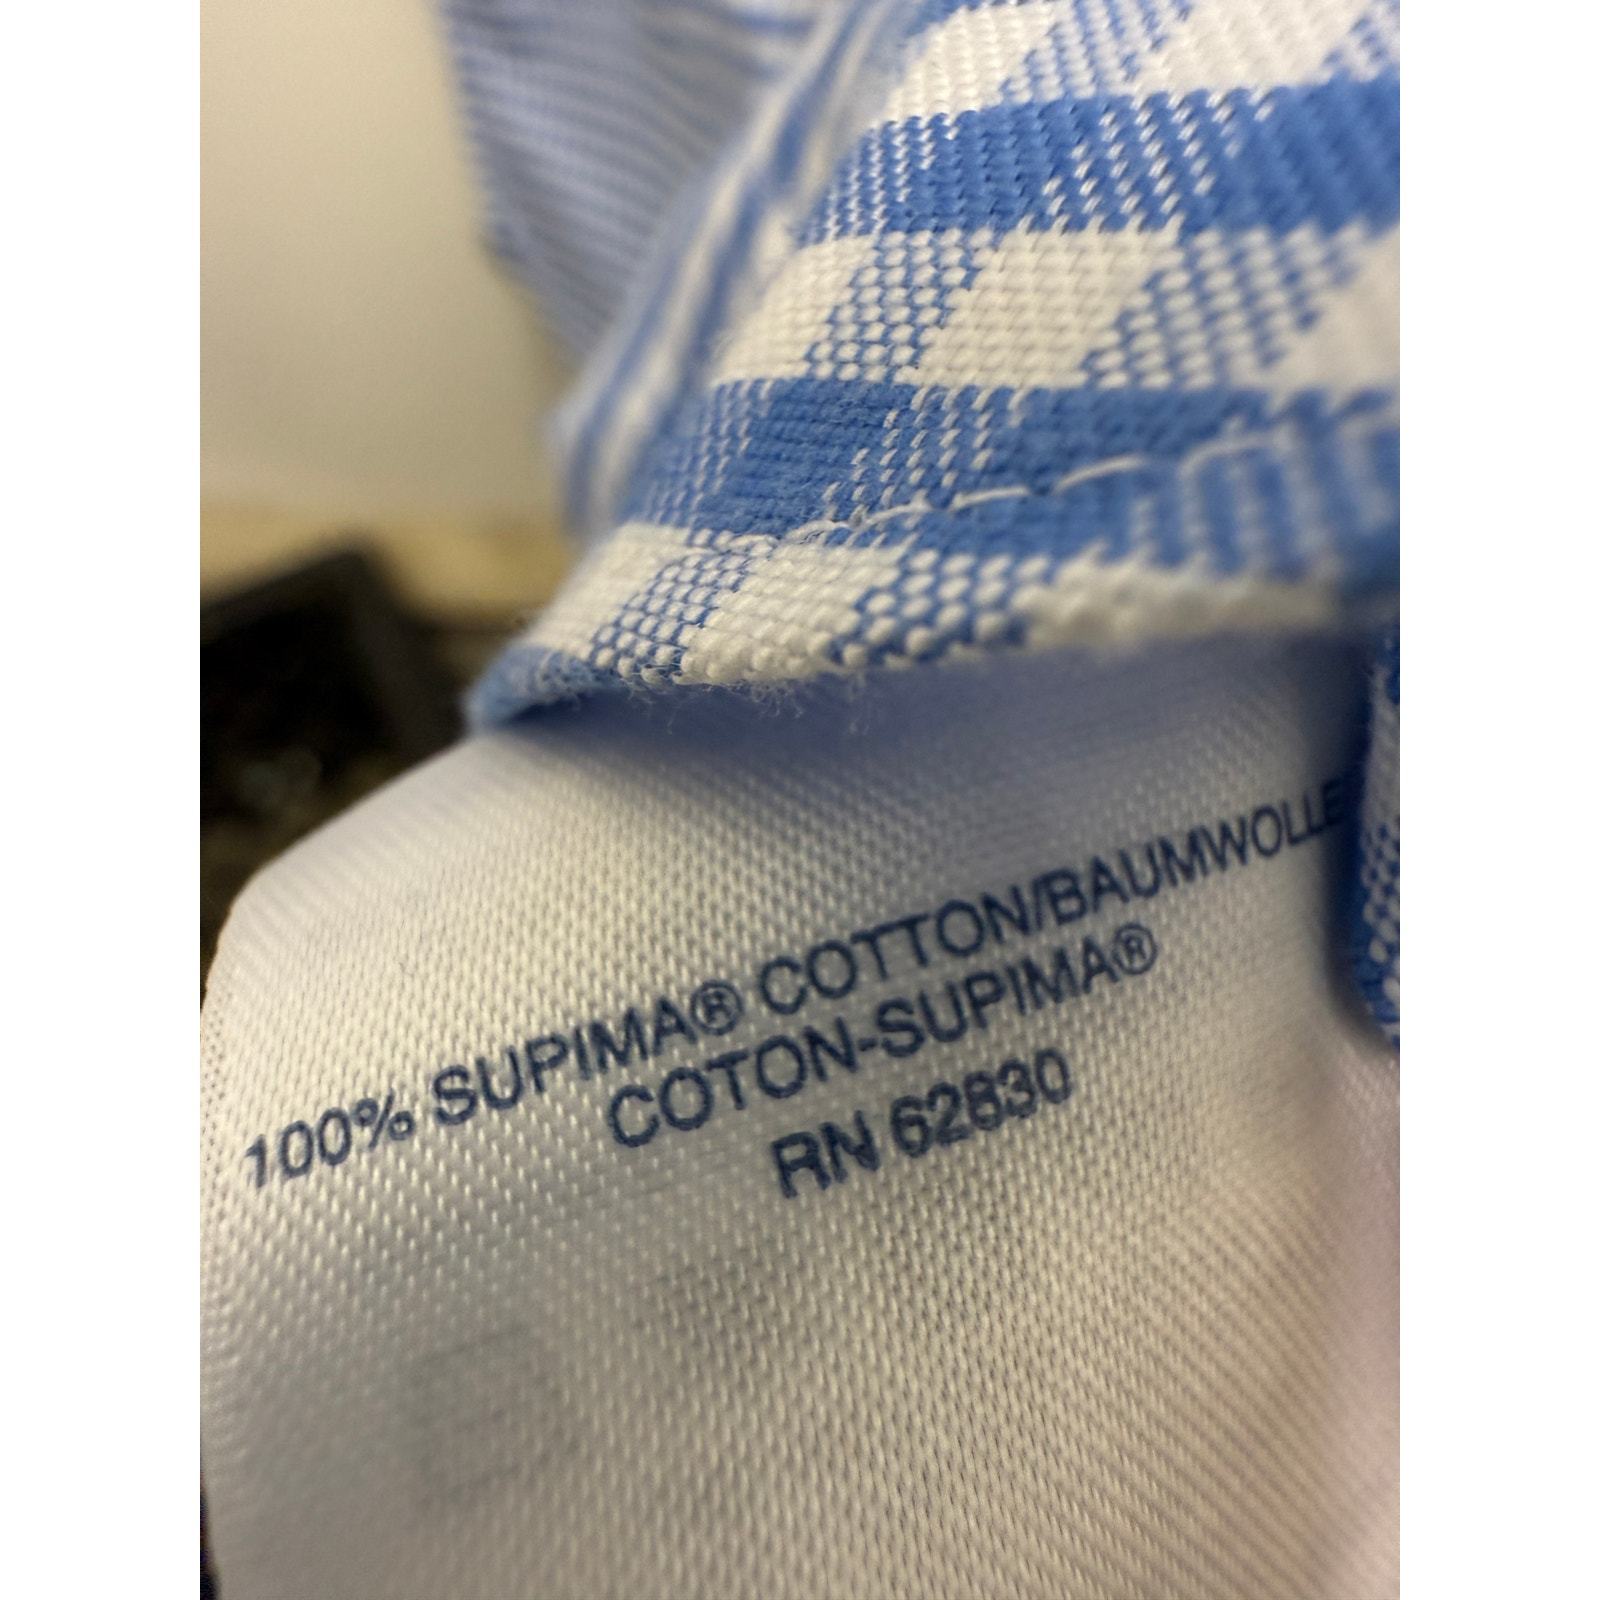 100% SUPIMA® COTTON/BAUMWOLLE
COTON-SUPIMA®
RN 62830